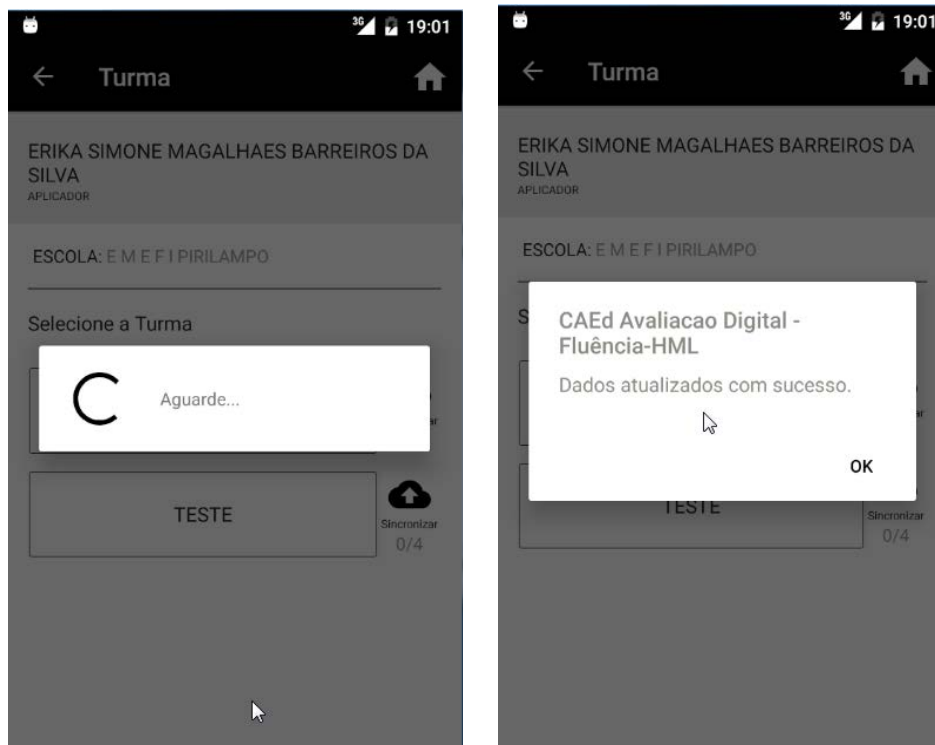 3G 19:01
Turma
ERIKA SIMONE MAGALHAES BARREIROS DA
SILVA
APLICADOR
ESCOLA: E M E F I PIRILAMPO
Selecione a Turma
Aguarde...
TESTE
Sincronizar
0/4
3G 19:01
Turma
ERIKA SIMONE MAGALHAES BARREIROS DA
SILVA
APLICADOR
ESCOLA: E M E F I PIRILAMPO
S
CAEd Avaliacao Digital -
Fluência-HML
Dados atualizados com sucesso.
OK
TESTE
Sincronizar
0/4